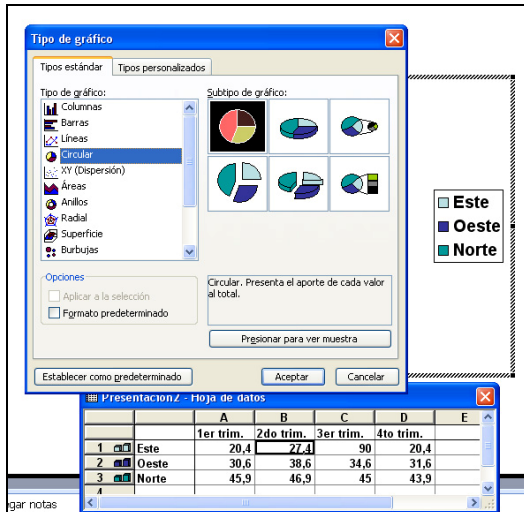 Tipo de gráfico
Tipos estándar Tipos personalizados
Tipo de gráfico:
Columnas
Barras
Líneas
Circular
XY (Dispersión)
Áreas
Anillos
Radial
Superficie
Burbujas
Subtipo de gráfico:
Opciones
Aplicar a la selección
Formato predeterminado
Circular. Presenta el aporte de cada valor
al total.
Presionar para ver muestra
Establecer como predeterminado Aceptar Cancelar
Este
Oeste
Norte
Presentación2 - Hoja de datos
A B C D E
1er trim. 2do trim. 3er trim. 4to trim.
1 Este 20,4 27,4 90 20,4
2 Oeste 30,6 38,6 34,6 31,6
3 Norte 45,9 46,9 45 43,9
4
gar notas